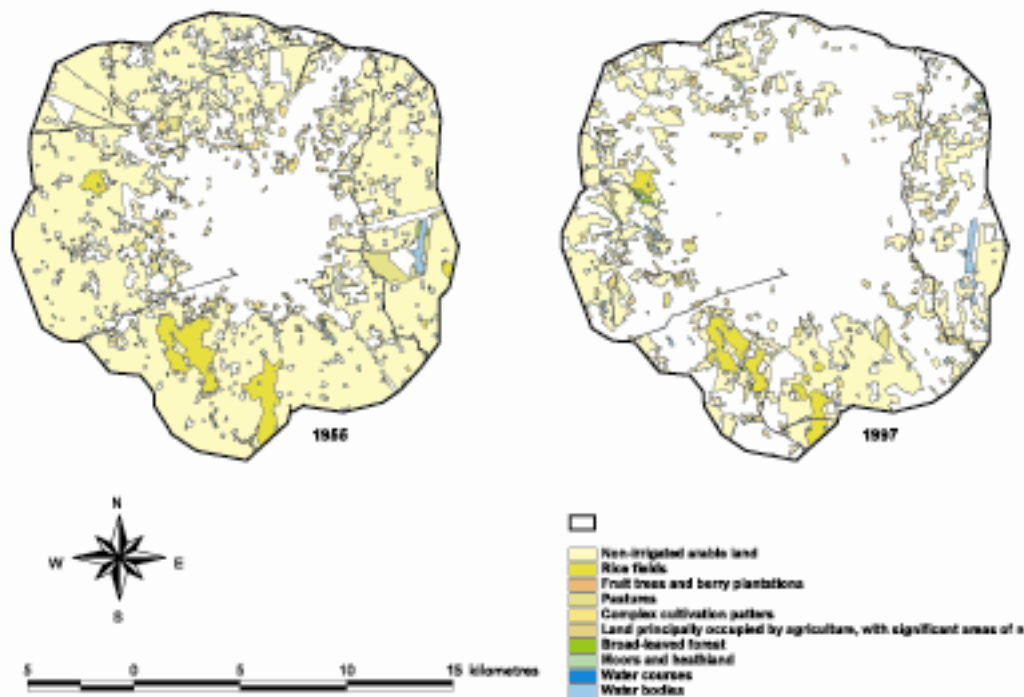 1955
1997
N
W E
S
5 0 5 10 15 kilometres
Non-irrigated arable land
Rice fields
Fruit trees and berry plantations
Pastures
Complex cultivation patters
Land principally occupied by agriculture, with significant areas of n
Broad-leaved forest
Moors and heathland
Water courses
Water bodies